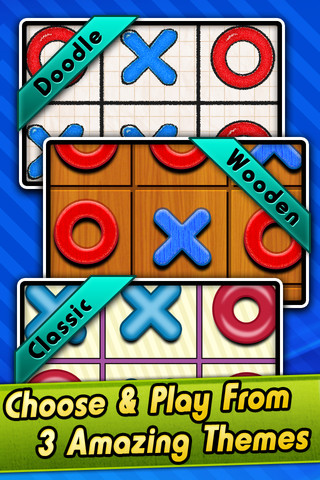 Doodle
Wooden
Classic
Choose & Play From
3 Amazing Themes